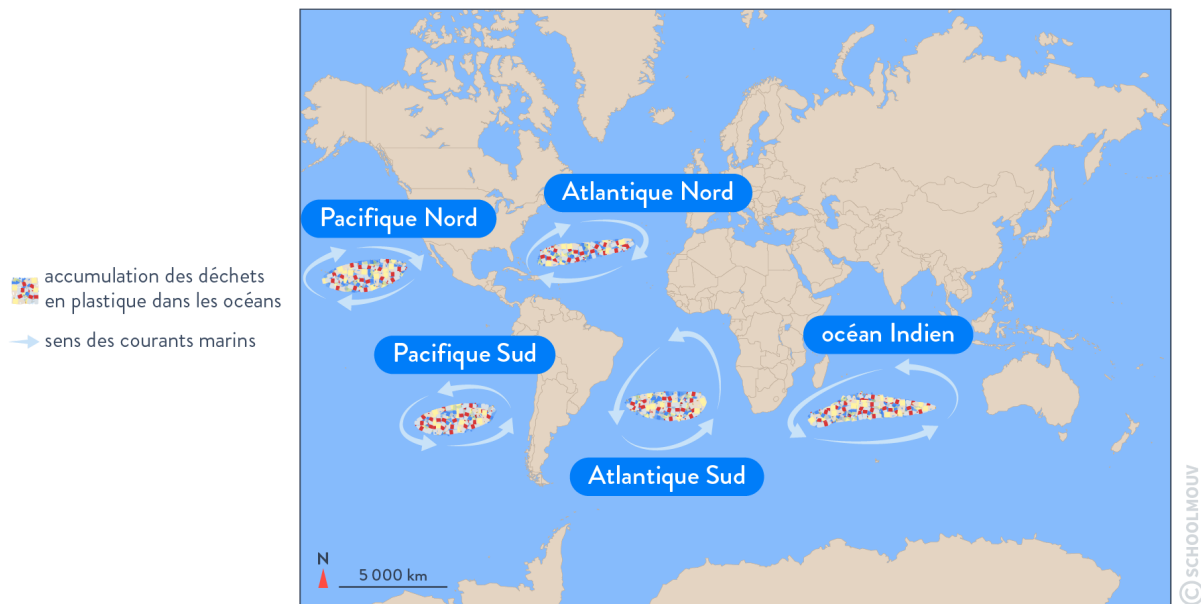 Atlantique Nord
Pacifique Nord
accumulation des déchets
en plastique dans les océans
sens des courants marins
océan Indien
Pacifique Sud
Atlantique Sud
N
5 000 km
© SCHOOLMOUV